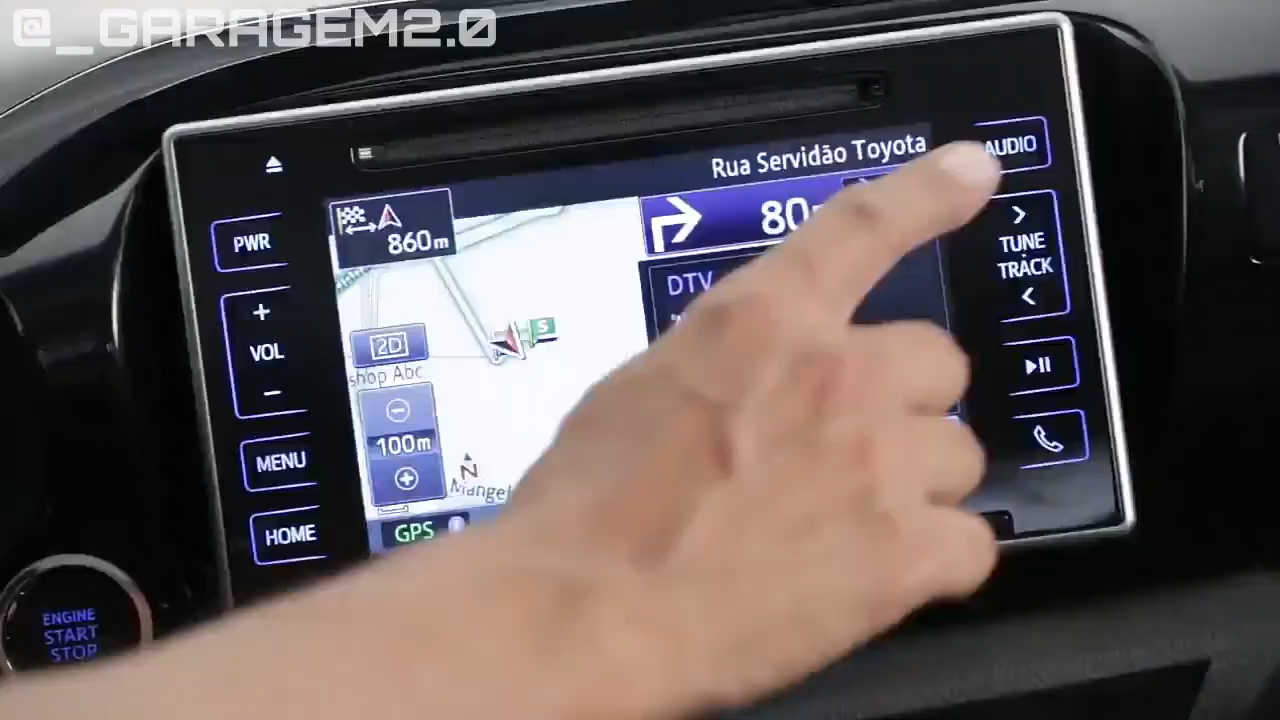 @_GARAGEM2.0
Rua Servidão Toyota
AUDIO
PWR
860m
80
TUNE
TRACK
+
VOL
-
DTV
2D
shop Abc
100m
MENU
N
HOME
GPS
S
ENGINE
START
STOP